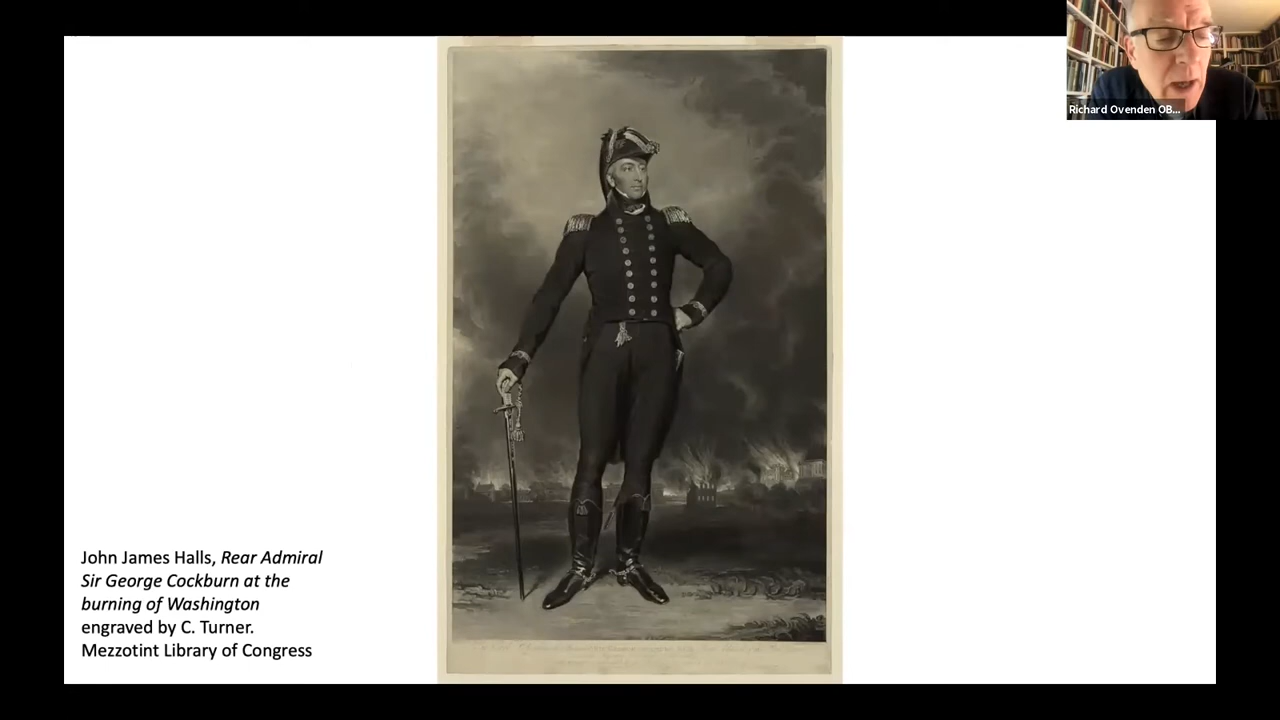 Richard Ovenden OB...
John James Halls, Rear Admiral
Sir George Cockburn at the
burning of Washington
engraved by C. Turner.
Mezzotint Library of Congress